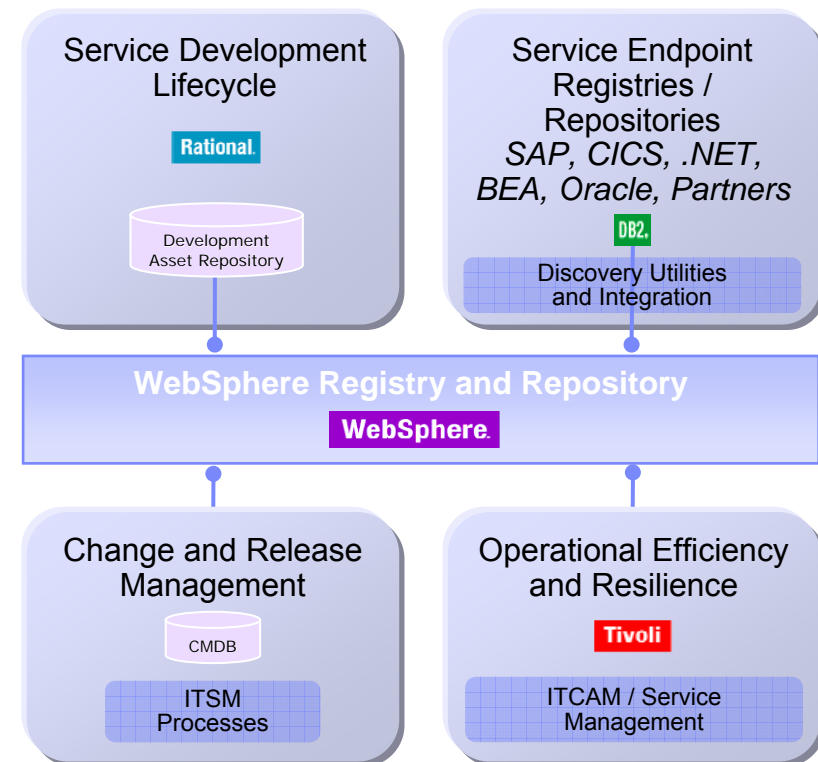 Service Development
Lifecycle
Rational.
Development
Asset Repository
Service Endpoint
Registries /
Repositories
SAP, CICS, .NET,
BEA, Oracle, Partners
DB2.
Discovery Utilities
and Integration
WebSphere Registry and Repository
WebSphere.
Change and Release
Management
CMDB
ITSM
Processes
Operational Efficiency
and Resilience
Tivoli
ITCAM / Service
Management